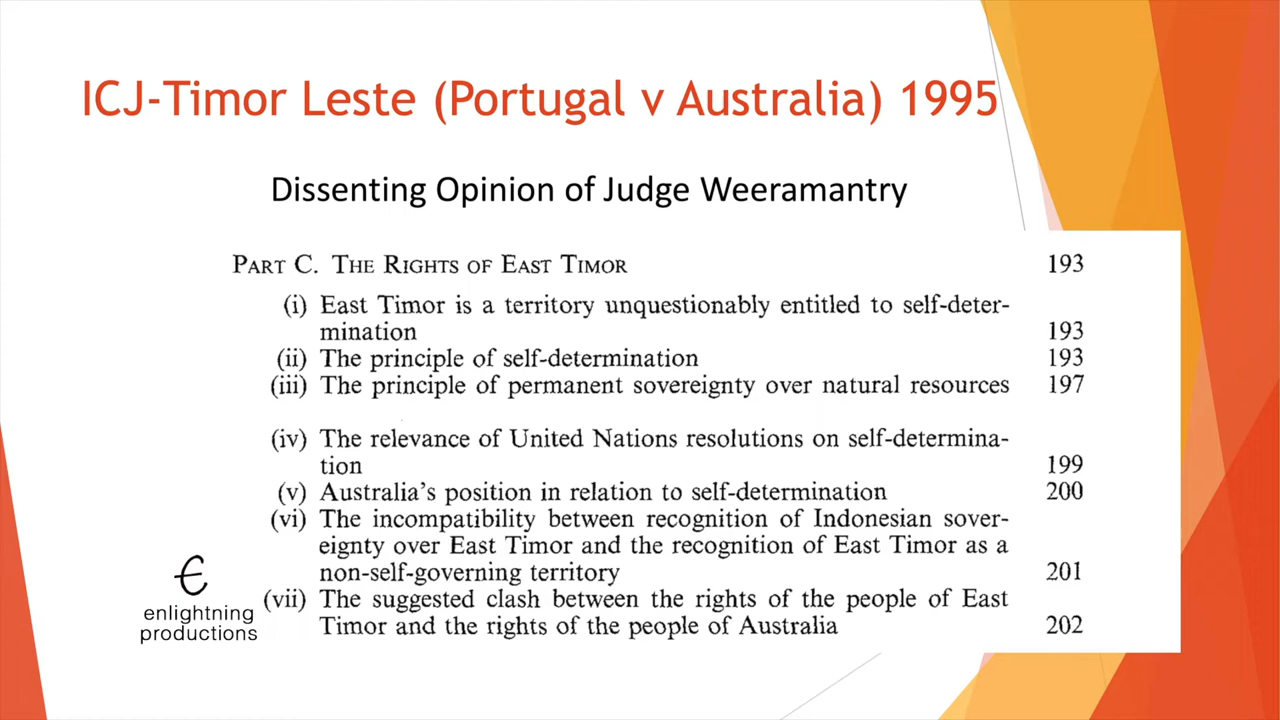 ICJ-Timor Leste (Portugal v Australia) 1995
Dissenting Opinion of Judge Weeramantry
PART C. THE RIGHTS OF EAST TIMOR 193
(i) East Timor is a territory unquestionably entitled to self-deter-
mination 193
(ii) The principle of self-determination 193
(iii) The principle of permanent sovereignty over natural resources 197
(iv) The relevance of United Nations resolutions on self-determina-
tion 199
(v) Australia's position in relation to self-determination 200
(vi) The incompatibility between recognition of Indonesian sover-
eignty over East Timor and the recognition of East Timor as a
non-self-governing territory 201
(vii) The suggested clash between the rights of the people of East
Timor and the rights of the people of Australia 202
enlightning
productions